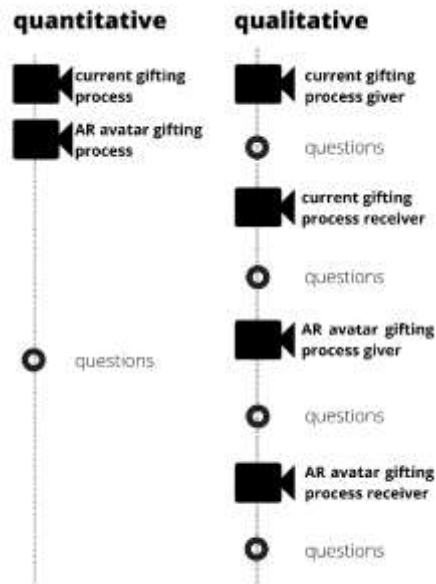 quantitative
current gifting
process
AR avatar gifting
process
questions
qualitative
current gifting
process giver
questions
current gifting
process receiver
questions
AR avatar gifting
process giver
questions
AR avatar gifting
process receiver
questions